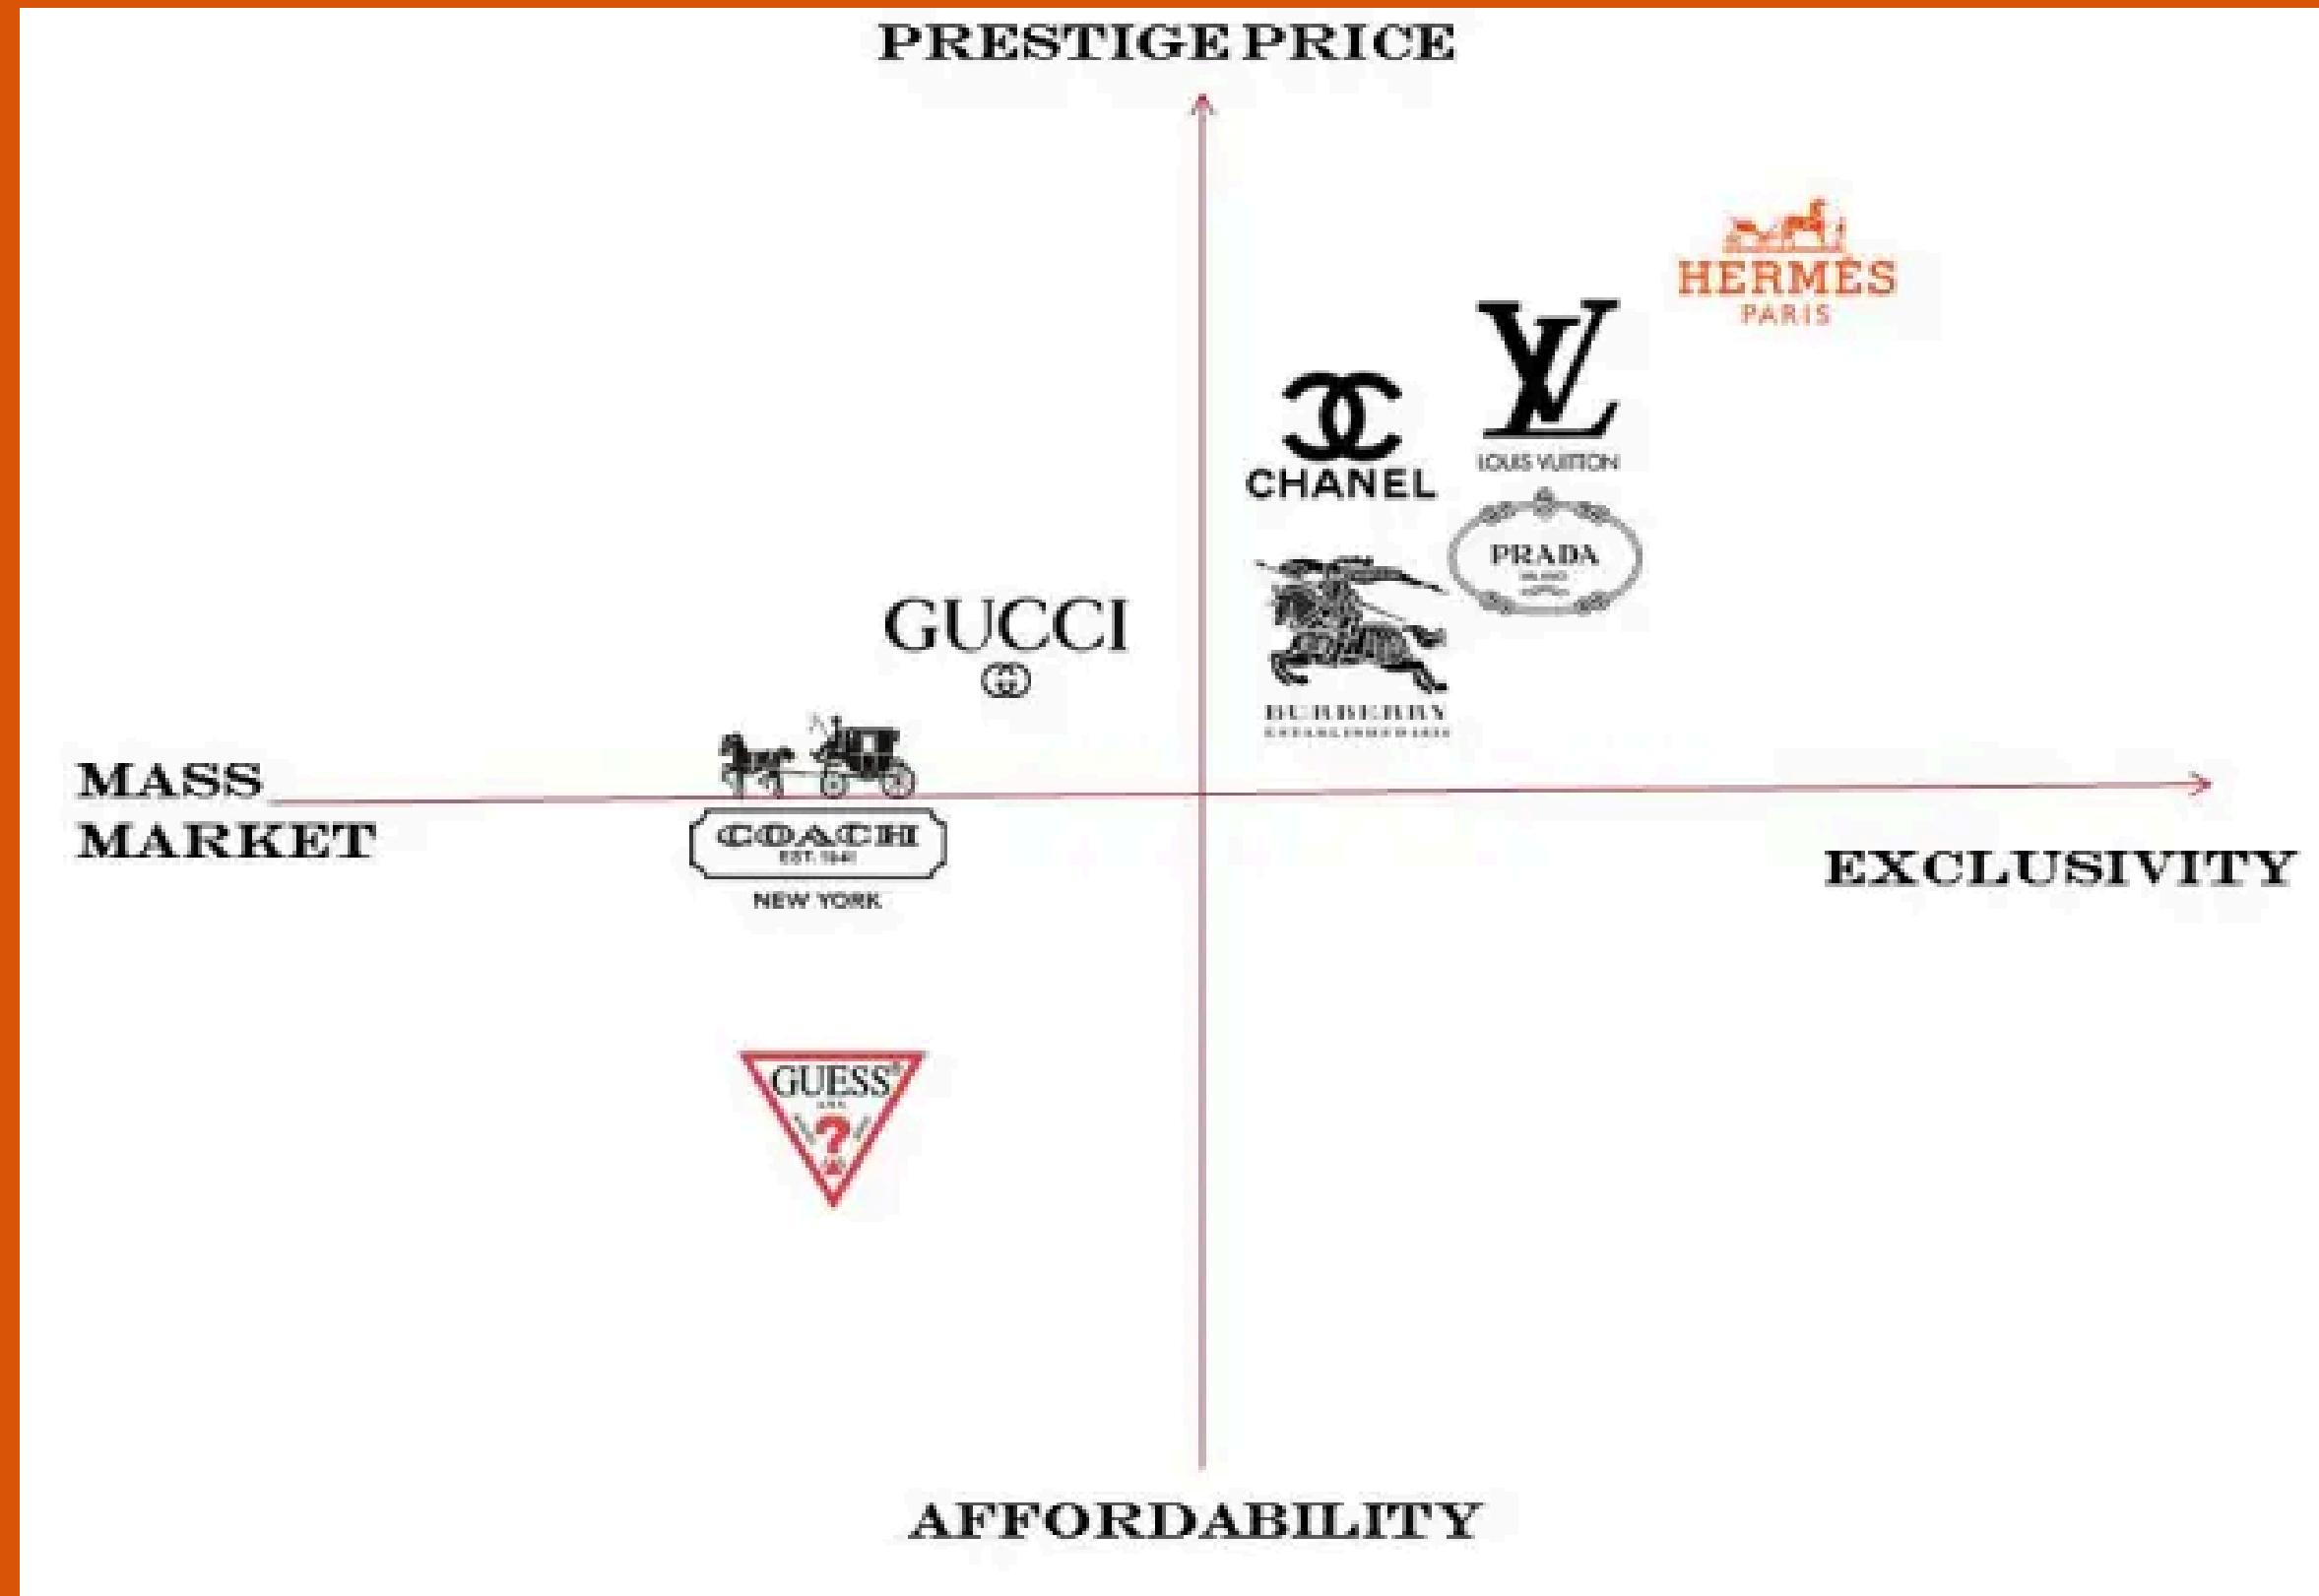 PRESTIGE PRICE
HERMÈS
PARIS
LOUIS VUITTON
CHANEL
PRADA
MILANO
GUCCI
BURBERRY
MASS
MARKET
COACH
EST. 1941
NEW YORK
EXCLUSIVITY
GUESS
?
AFFORDABILITY